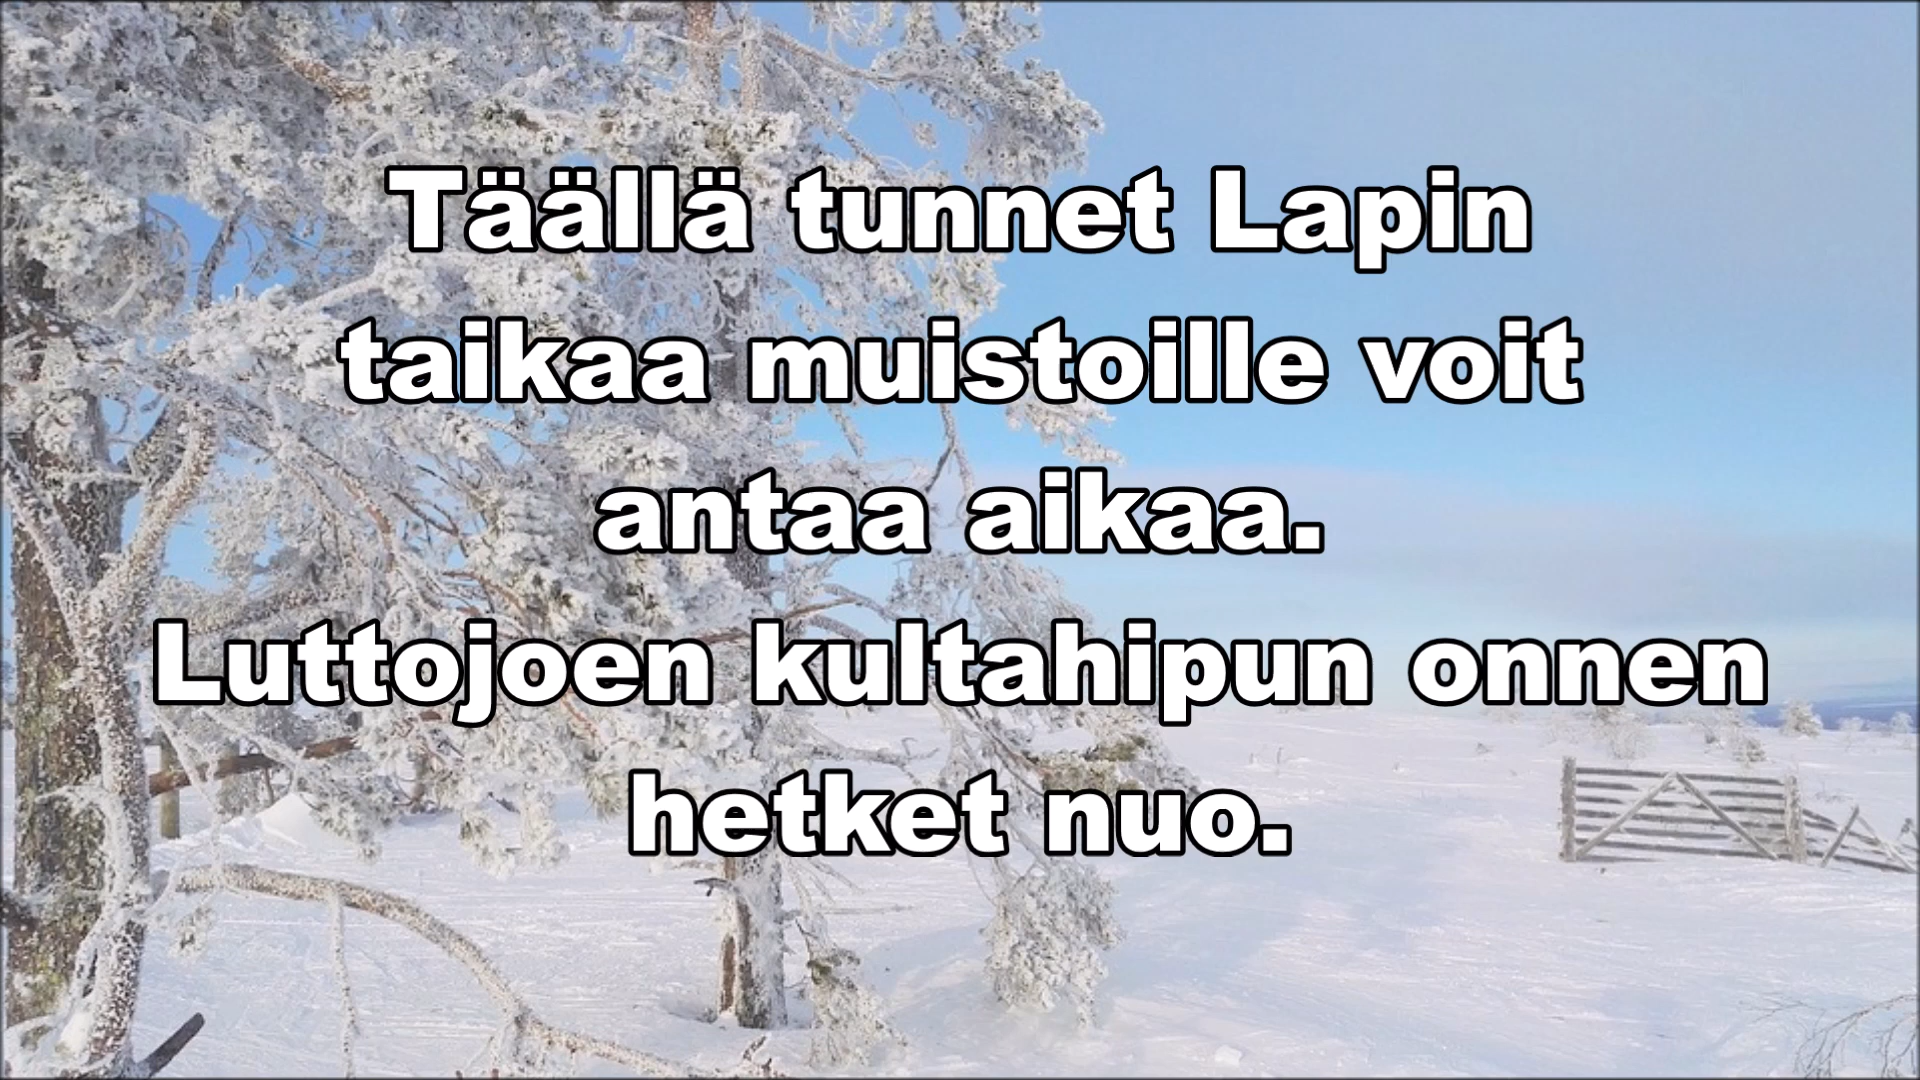 Täällä tunnet Lapin
taikaa muistoille voit
antaa aikaa.
Luttojoen kultahipun onnen
hetket nuo.